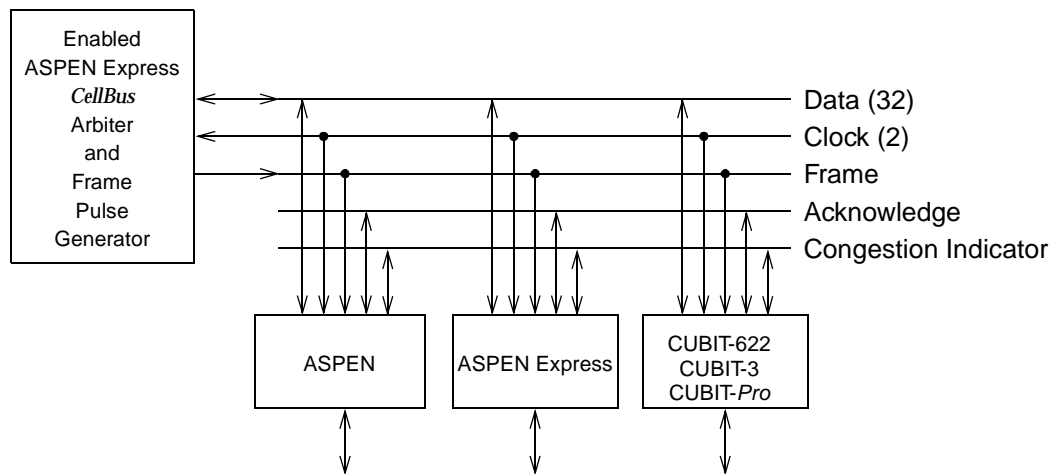 Enabled
ASPEN Express
CellBus
Arbiter
and
Frame
Pulse
Generator
Data (32)
Clock (2)
Frame
Acknowledge
Congestion Indicator
ASPEN
ASPEN Express
CUBIT-622
CUBIT-3
CUBIT-Pro